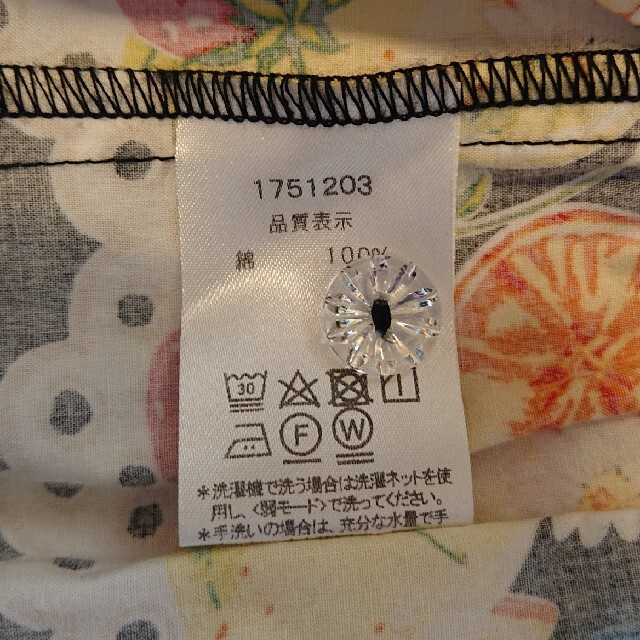 1751203
品質表示
綿 100%
30
F W
*洗濯機で洗う場合は洗濯ネットを使
用し、<弱モード>で洗ってください。
*手洗いの場合は、充分な水量で手